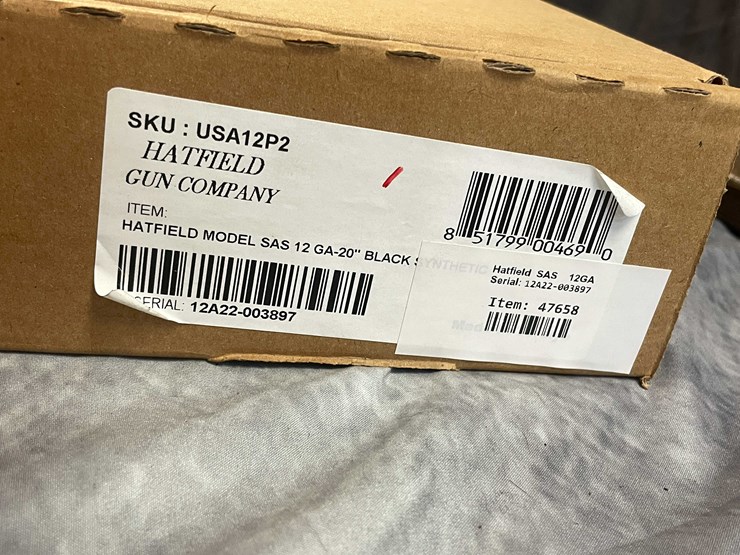 SKU : USA12P2
HATFIELD
GUN COMPANY
ITEM:
HATFIELD MODEL SAS 12 GA-20" BLACK SYNTHETIC
SERIAL: 12A22-003897
8 51799 00469 0
Hatfield SAS 12GA
Serial: 12A22-003897
Item: 47658